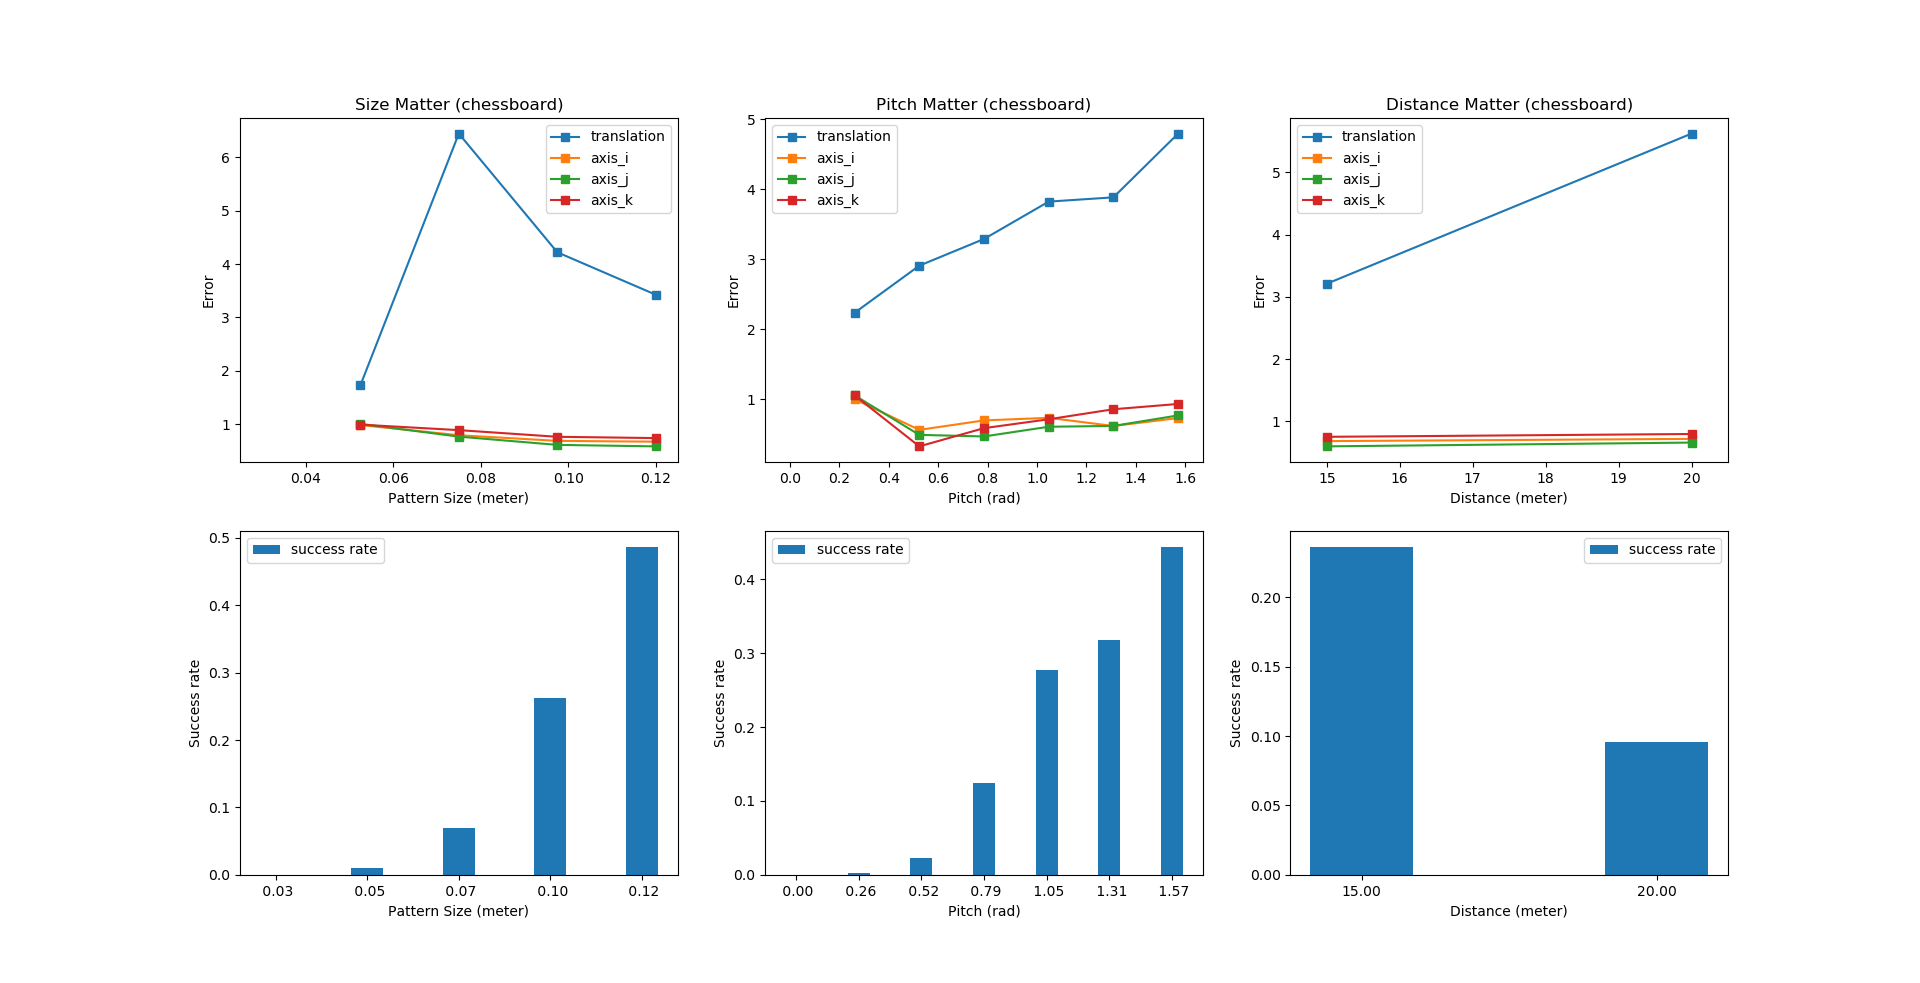 Size Matter (chessboard)
translation
axis_i
axis_j
axis_k
Error
6
5
4
3
2
1
0.04 0.06 0.08 0.10 0.12
Pattern Size (meter)
Pitch Matter (chessboard)
translation
axis_i
axis_j
axis_k
Error
5
4
3
2
1
0.0 0.2 0.4 0.6 0.8 1.0 1.2 1.4 1.6
Pitch (rad)
Distance Matter (chessboard)
translation
axis_i
axis_j
axis_k
Error
5
4
3
2
1
15 16 17 18 19 20
Distance (meter)
success rate
Success rate
0.5
0.4
0.3
0.2
0.1
0.0
0.03 0.05 0.07 0.10 0.12
Pattern Size (meter)
success rate
Success rate
0.4
0.3
0.2
0.1
0.0
0.00 0.26 0.52 0.79 1.05 1.31 1.57
Pitch (rad)
success rate
Success rate
0.20
0.15
0.10
0.05
0.00
15.00 20.00
Distance (meter)